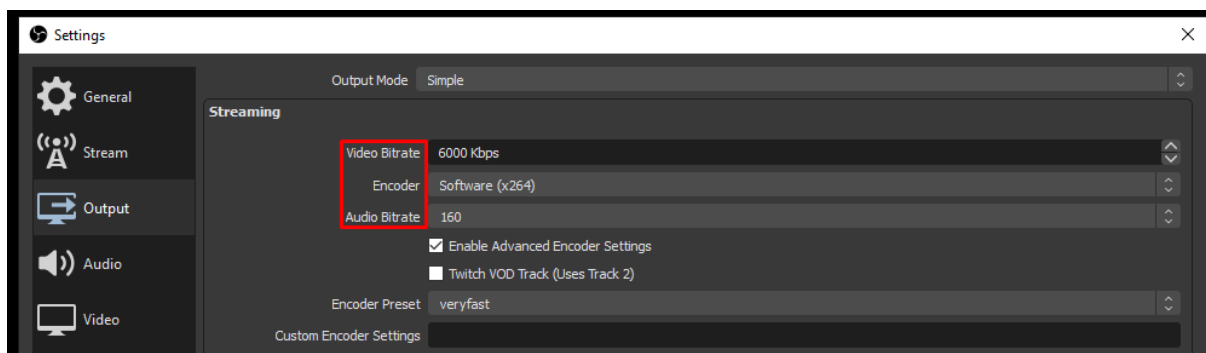 Settings
General
Stream
Output
Audio
Video
Output Mode Simple
Streaming
Video Bitrate 6000 Kbps
Encoder Software (x264)
Audio Bitrate 160
Enable Advanced Encoder Settings
Twitch VOD Track (Uses Track 2)
Encoder Preset veryfast
Custom Encoder Settings